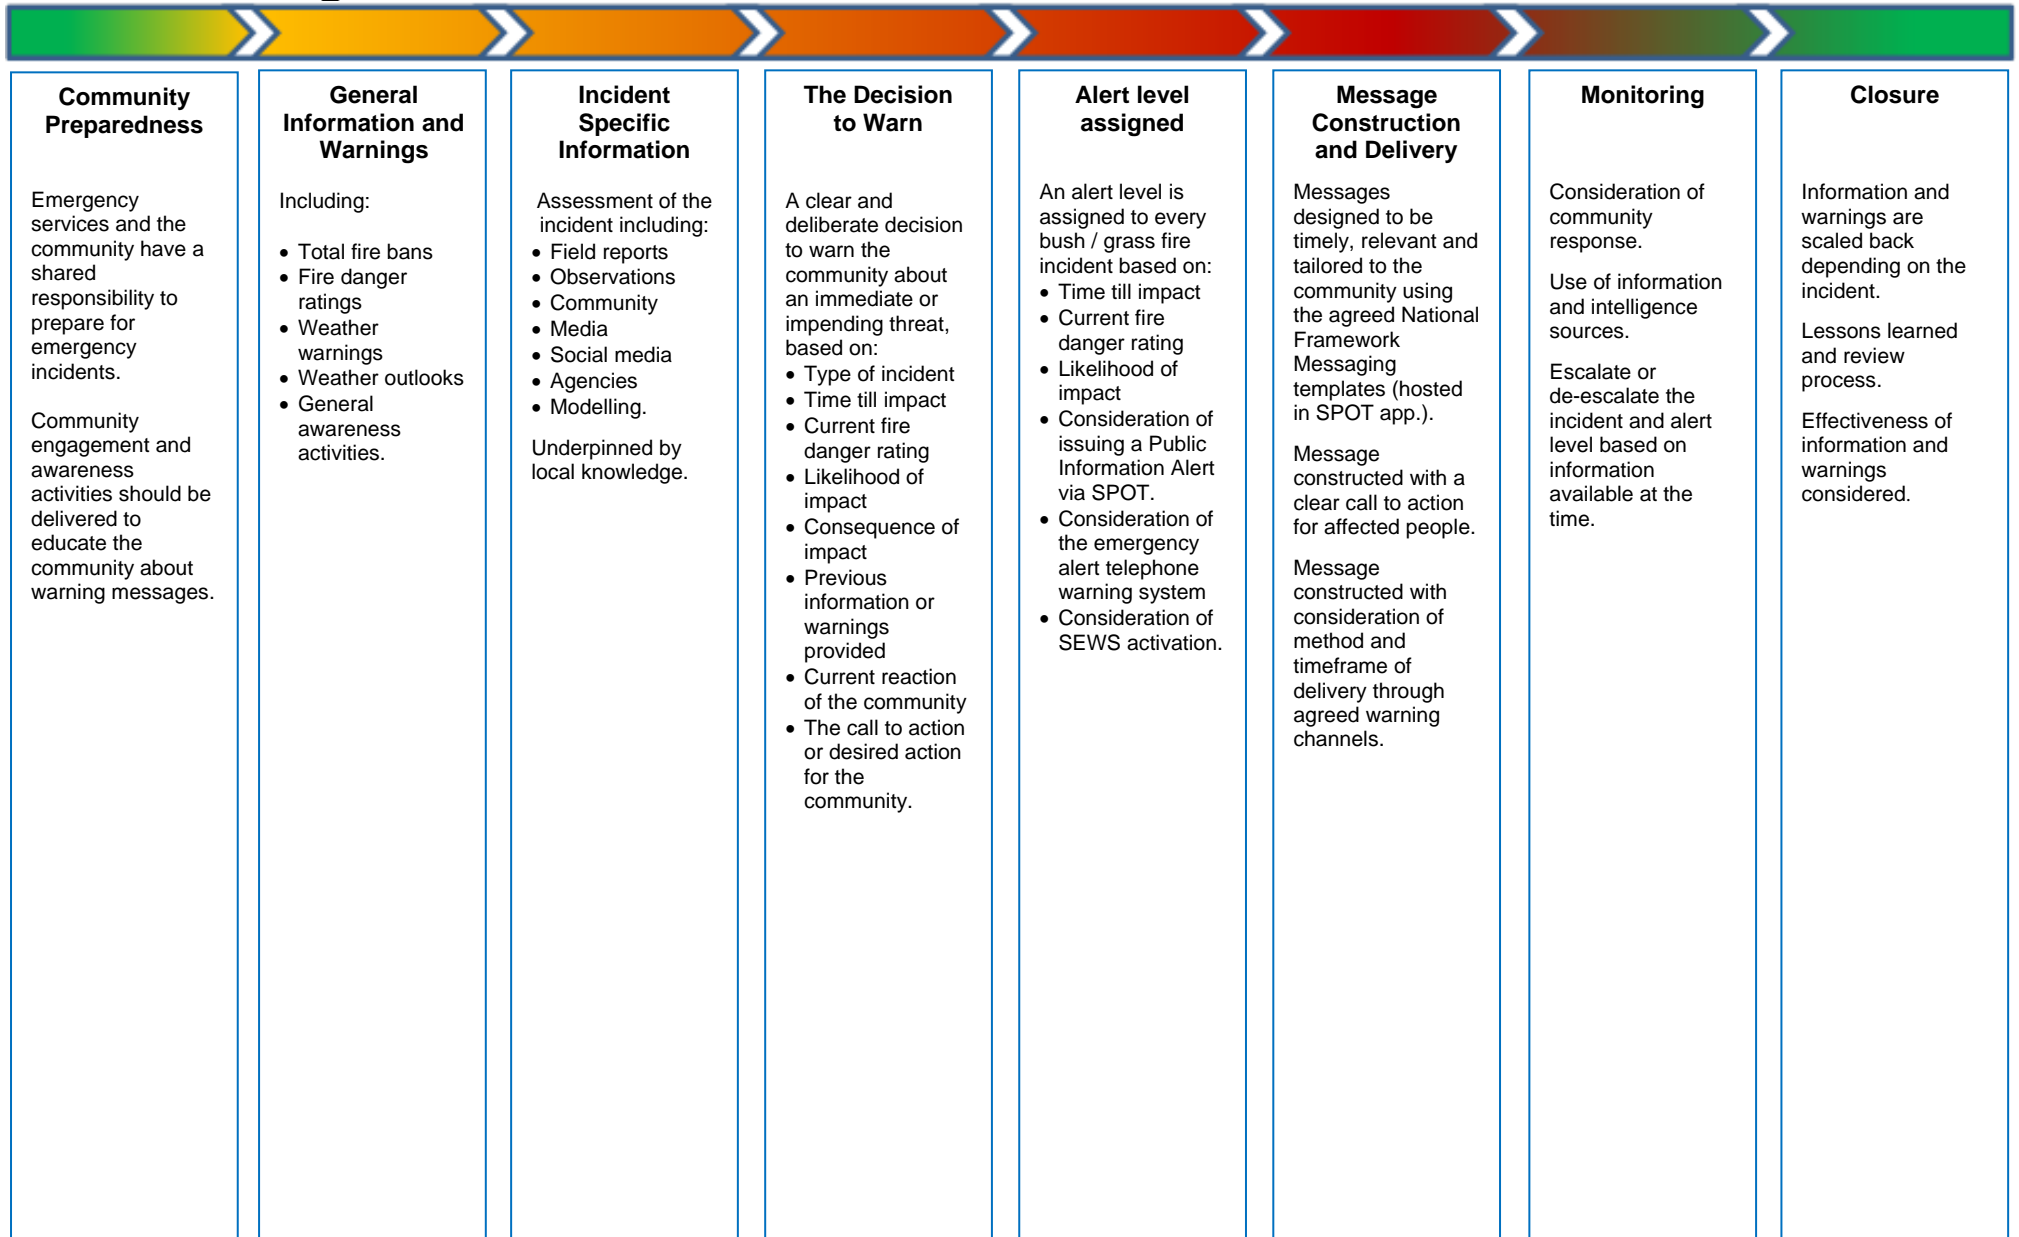 Community
Preparedness
Emergency
services and the
community have a
shared
responsibility to
prepare for
emergency
incidents.
Community
engagement and
awareness
activities should be
delivered to
educate the
community about
warning messages.
General
Information and
Warnings
Including:
• Total fire bans
• Fire danger
ratings
• Weather
warnings
• Weather outlooks
• General
awareness
activities.
Incident
Specific
Information
Assessment of the
incident including:
• Field reports
• Observations
• Community
• Media
• Social media
• Agencies
• Modelling.
Underpinned by
local knowledge.
The Decision
to Warn
A clear and
deliberate decision
to warn the
community about
an immediate or
impending threat,
based on:
• Type of incident
• Time till impact
• Current fire
danger rating
• Likelihood of
impact
• Consequence of
impact
• Previous
information or
warnings
provided
• Current reaction
of the community
• The call to action
or desired action
for the
community.
Alert level
assigned
An alert level is
assigned to every
bush / grass fire
incident based on:
• Time till impact
• Current fire
danger rating
• Likelihood of
impact
• Consideration of
issuing a Public
Information Alert
via SPOT.
• Consideration of
the emergency
alert telephone
warning system
• Consideration of
SEWS activation.
Message
Construction
and Delivery
Messages
designed to be
timely, relevant and
tailored to the
community using
the agreed National
Framework
Messaging
templates (hosted
in SPOT app.).
Message
constructed with a
clear call to action
for affected people.
Message
constructed with
consideration of
method and
timeframe of
delivery through
agreed warning
channels.
Monitoring
Consideration of
community
response.
Use of information
and intelligence
sources.
Escalate or
de-escalate the
incident and alert
level based on
information
available at the
time.
Closure
Information and
warnings are
scaled back
depending on the
incident.
Lessons learned
and review
process.
Effectiveness of
information and
warnings
considered.